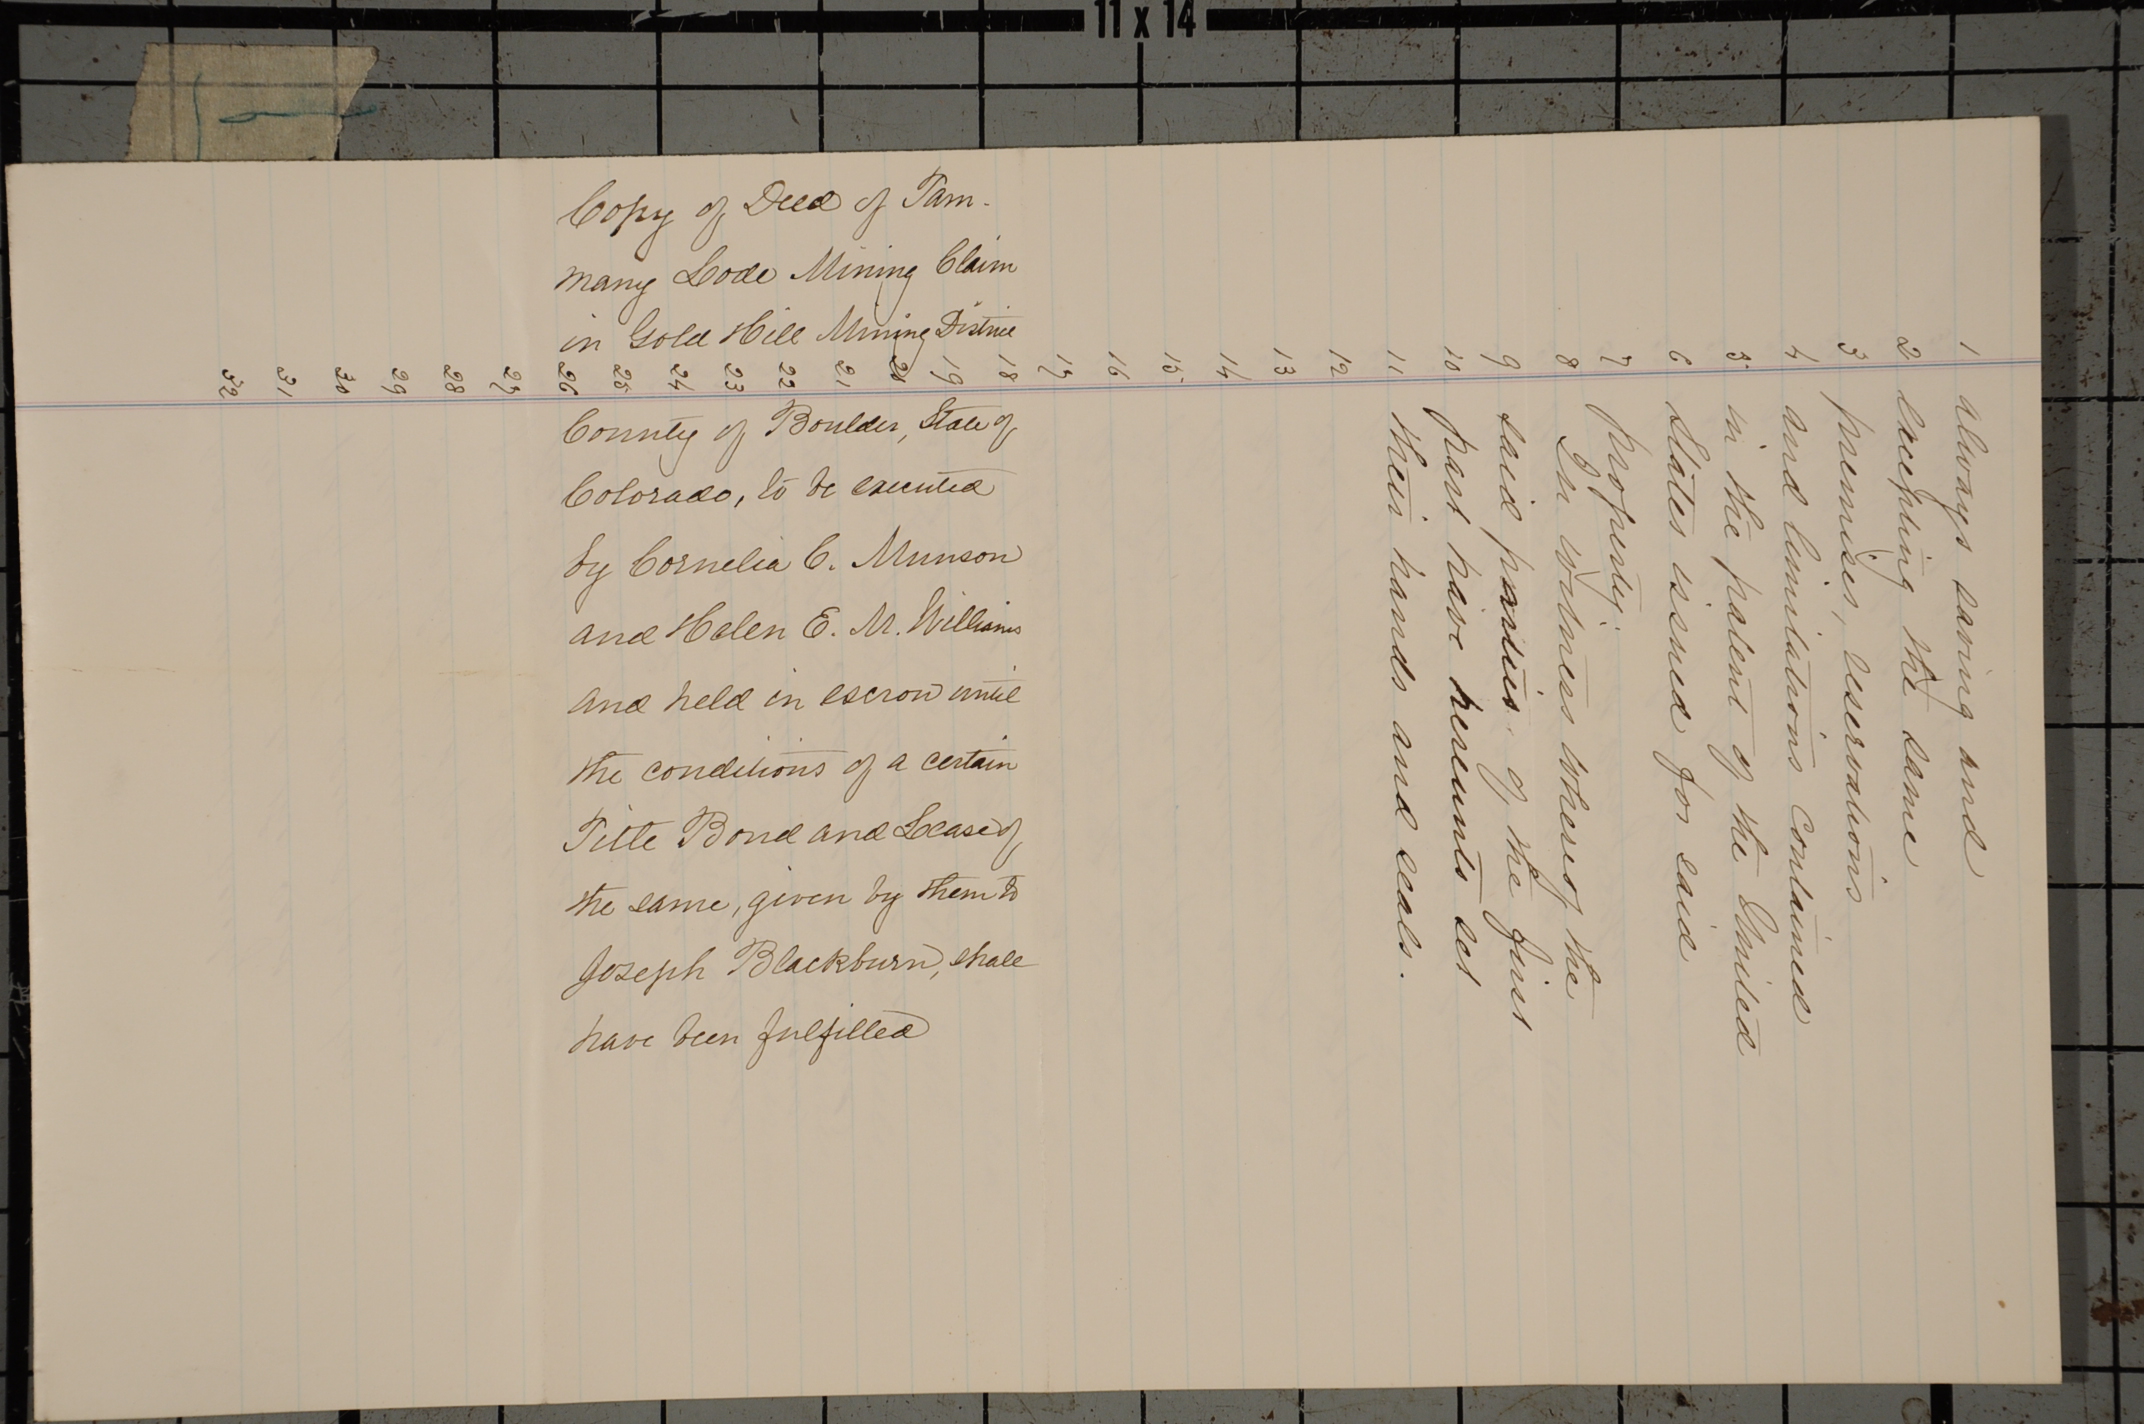 11 x 14
Copy of Deed of Tam-
many Lode Mining Claim
in Gold Hill Mining District
County of Boulder, State of
Colorado, to be executed
by Cornelia C. Munson
and Helen E. M. Williams
and held in escrow until
the conditions of a certain
Title Bond and Lease of
the same, given by them to
Joseph Blackburn, shall
have been fulfilled
1 always saving and
2 excepting the same
3 premises, reservations
4 and limitations contained
5 in the patent of the United
6 States issued for said
7 property.
8 In witness whereof the
9 said parties of the first
10 part have hereunto set
11 their hands and seals.
12
13
14
15
16
17
18
19
20
21
22
23
24
25
26
27
28
29
30
31
32